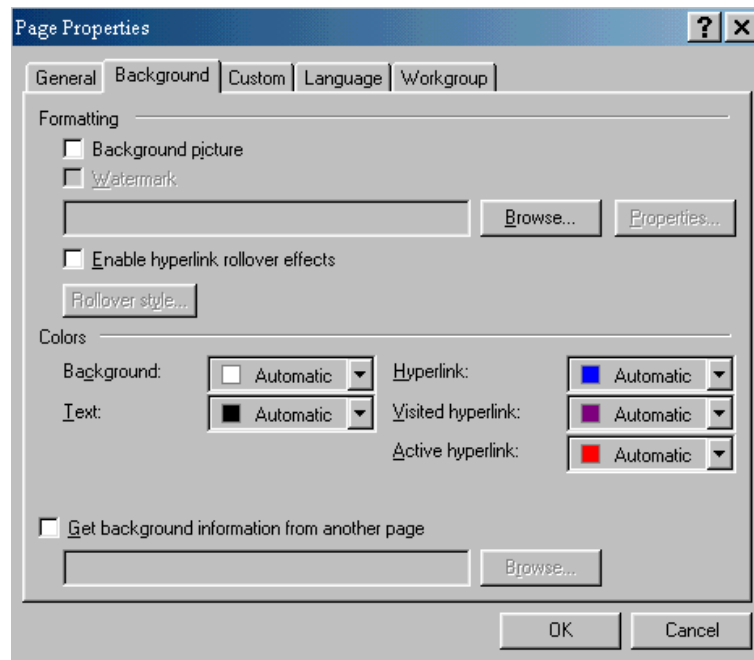 Page Properties
General Background Custom Language Workgroup
Formatting
Background picture
Watermark
Browse... Properties...
Enable hyperlink rollover effects
Rollover style...
Colors
Background: Automatic Hyperlink: Automatic
Text: Automatic Visited hyperlink: Automatic
Active hyperlink: Automatic
Get background information from another page
Browse...
OK Cancel